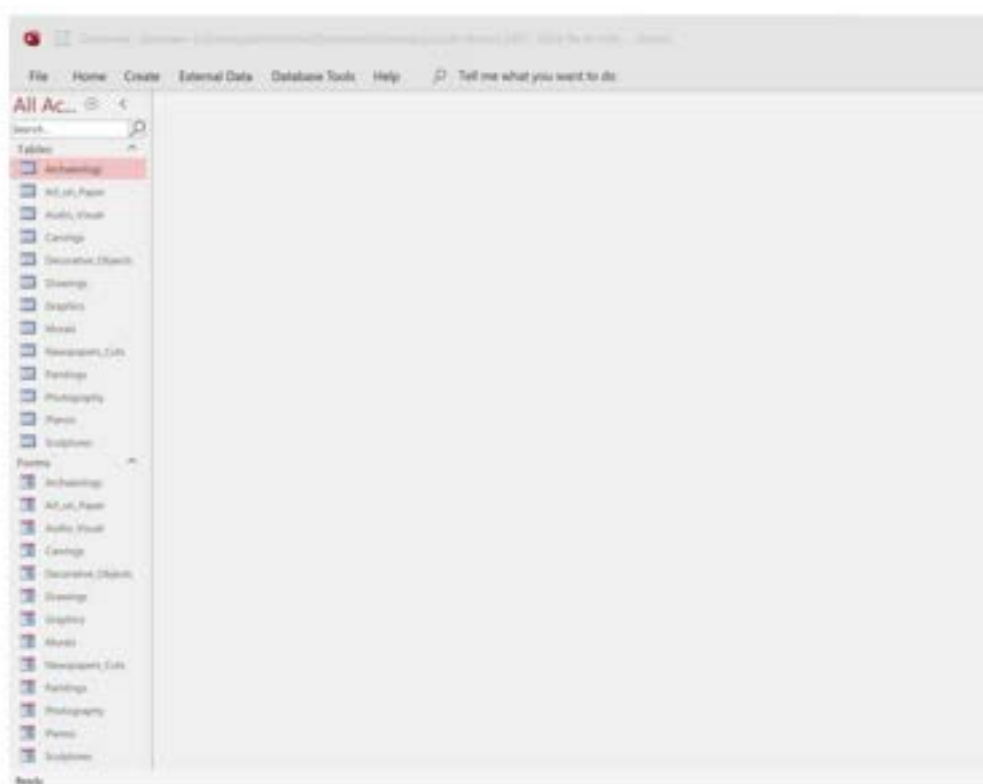 File Home Create External Data Database Tools Help Tell me what you want to do
All Ac...
Search...
Tables
Archaeology
Art_on_Paper
Audio_Visual
Carvings
Decorative_Objects
Drawings
Graphics
Murals
Newspapers_Cuts
Paintings
Photography
Pianos
Sculptures
Forms
Archaeology
Art_on_Paper
Audio_Visual
Carvings
Decorative_Objects
Drawings
Graphics
Murals
Newspapers_Cuts
Paintings
Photography
Pianos
Sculptures
Ready